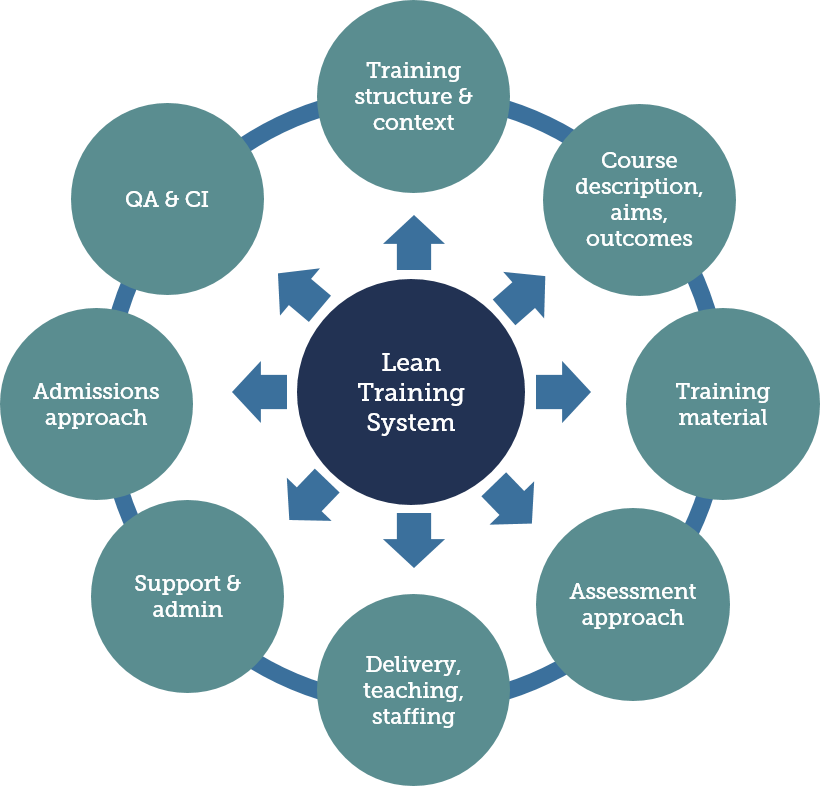 Training
structure &
context
Course
description,
aims,
outcomes
Training
material
Assessment
approach
Delivery,
teaching,
staffing
Support &
admin
Admissions
approach
QA & CI
Lean
Training
System